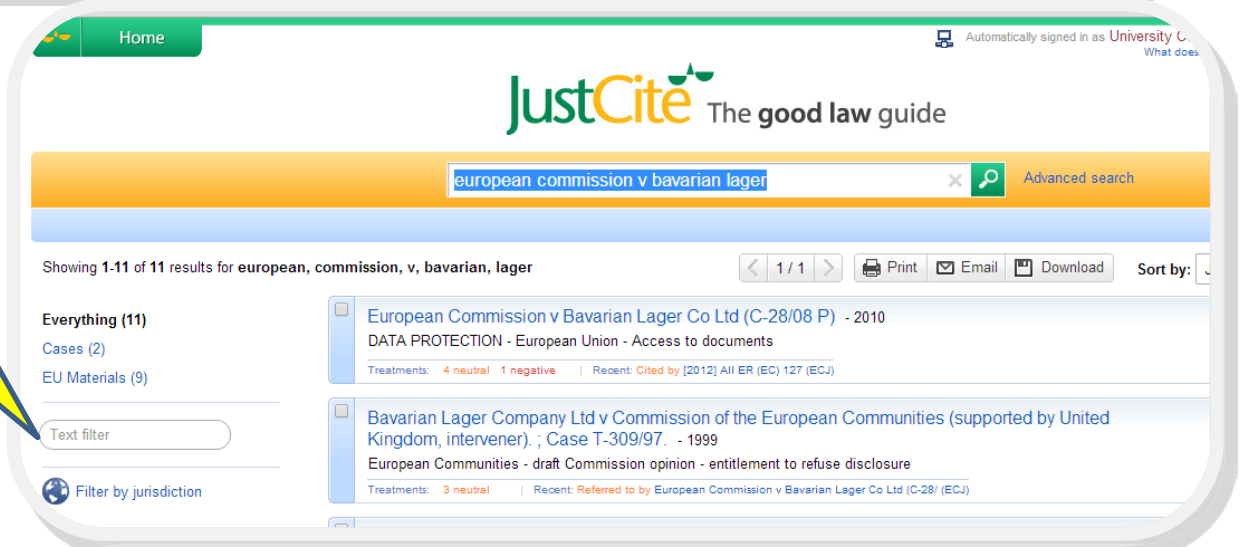 Home
Automatically signed in as University
What does
JustCite The good law guide
european commission v bavarian lager
Advanced search
Showing 1-11 of 11 results for european, commission, v, bavarian, lager
1 / 1
Print
Email
Download
Sort by:
Everything (11)
Cases (2)
EU Materials (9)
Text filter
Filter by jurisdiction
European Commission v Bavarian Lager Co Ltd (C-28/08 P) - 2010
DATA PROTECTION - European Union - Access to documents
Treatments: 4 neutral 1 negative | Recent: Cited by [2012] All ER (EC) 127 (ECJ)
Bavarian Lager Company Ltd v Commission of the European Communities (supported by United
Kingdom, intervener). ; Case T-309/97. - 1999
European Communities - draft Commission opinion - entitlement to refuse disclosure
Treatments: 3 neutral | Recent: Referred to by European Commission v Bavarian Lager Co Ltd (C-28/ (ECJ)